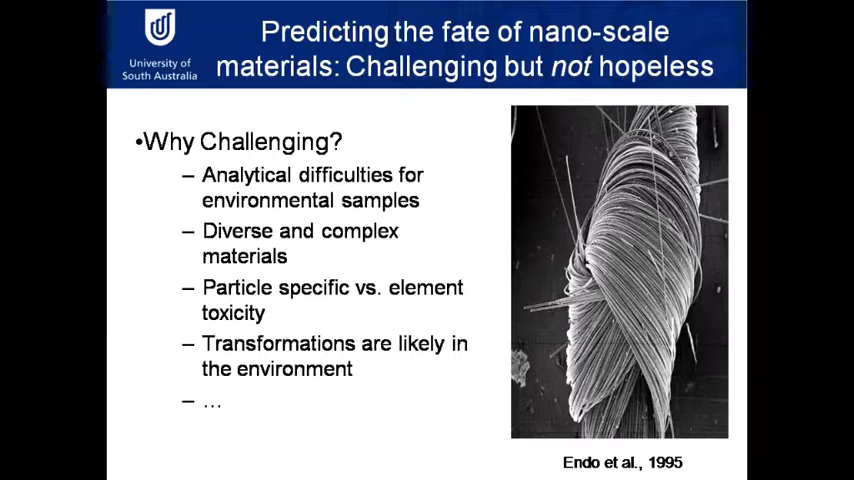 University of
South Australia
Predicting the fate of nano-scale
materials: Challenging but not hopeless
•Why Challenging?
– Analytical difficulties for
environmental samples
– Diverse and complex
materials
– Particle specific vs. element
toxicity
– Transformations are likely in
the environment
– …
Endo et al., 1995